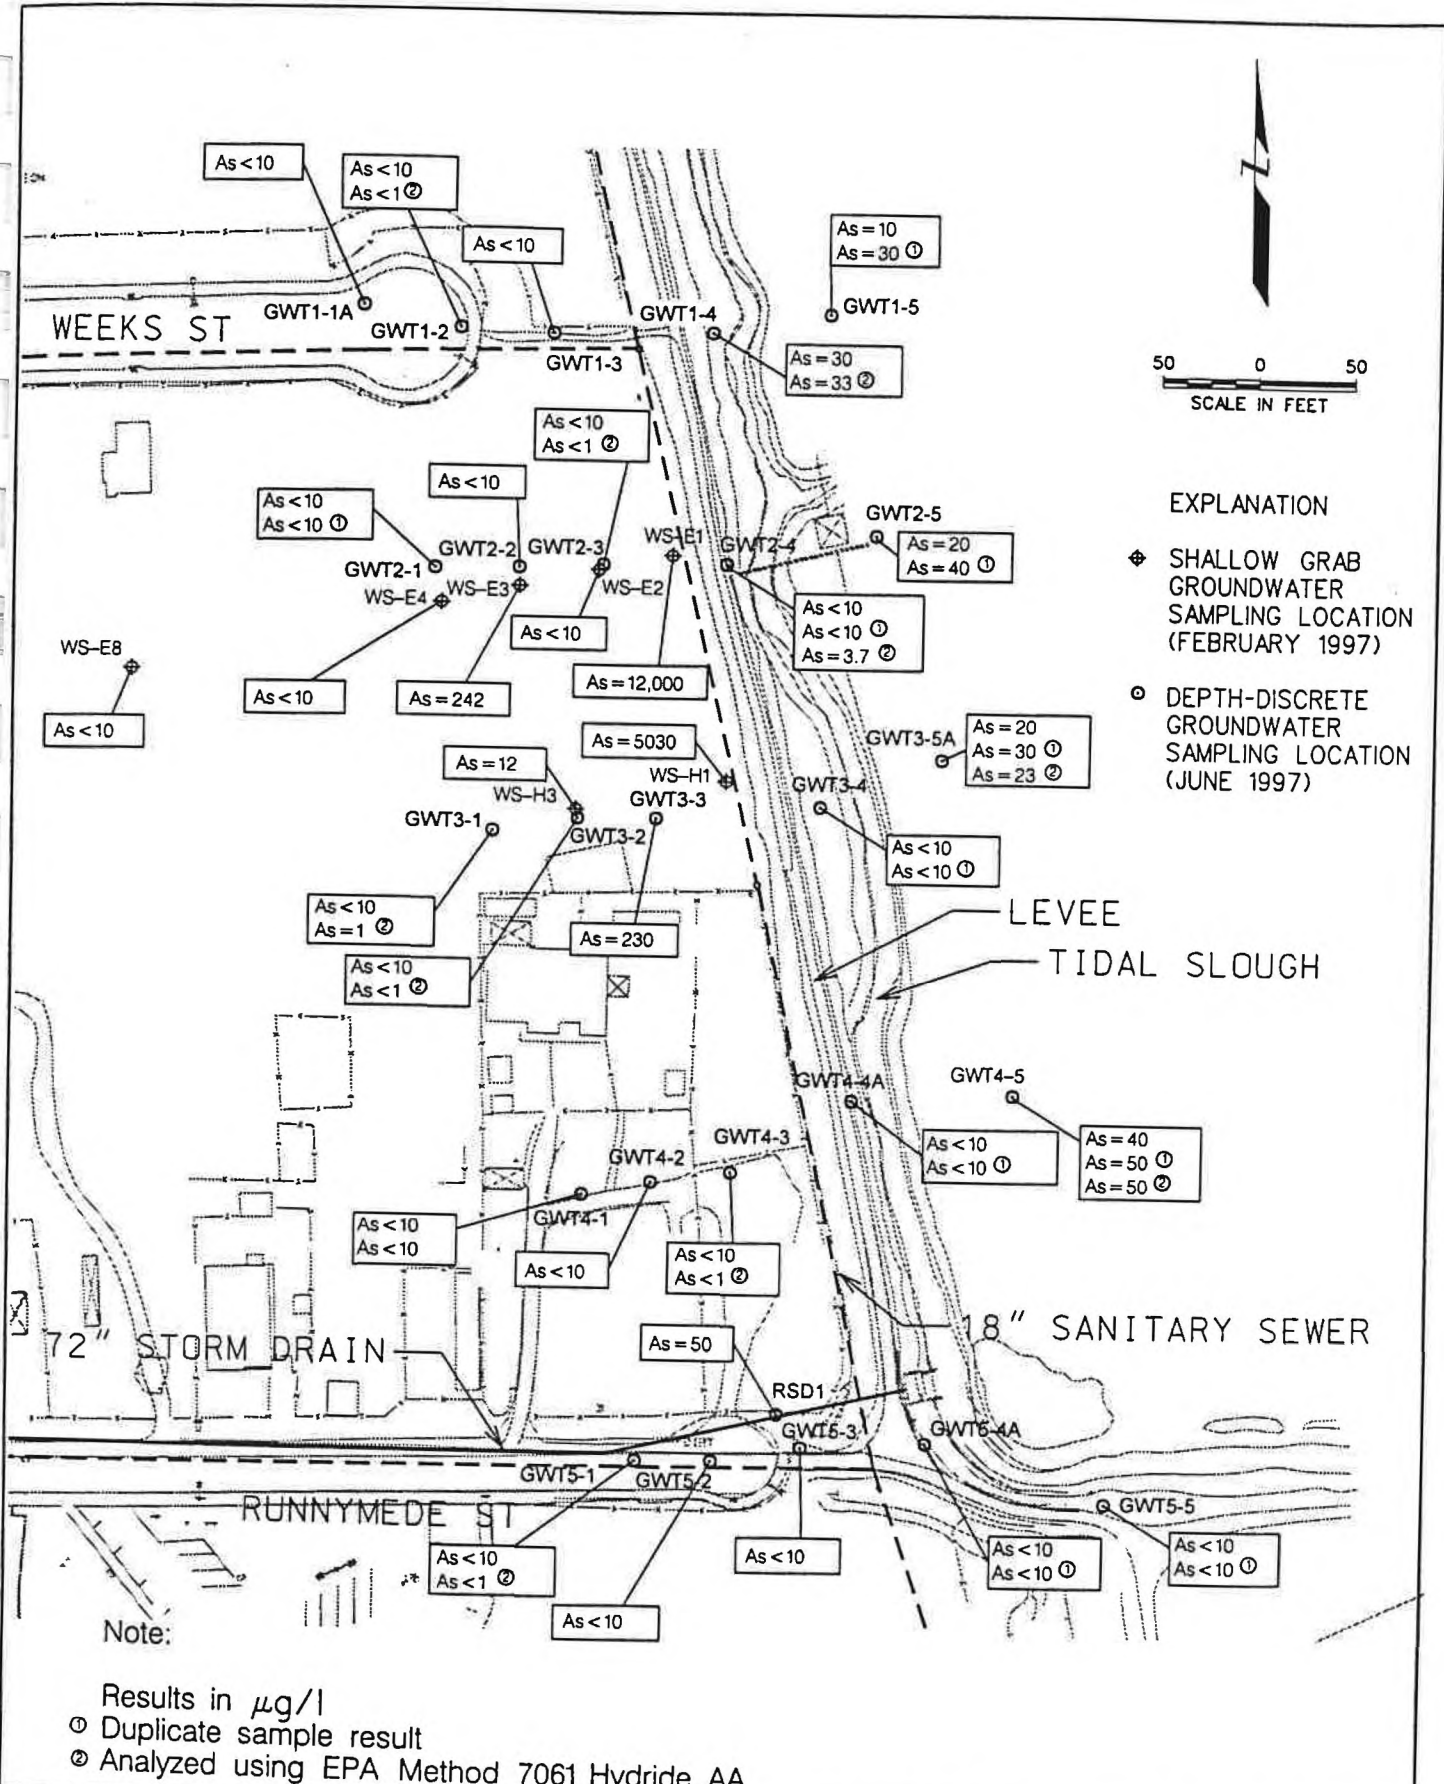 As<10
As<10
As<1 ②
As<10
As=10
As=30 ①
GWT1-1A
GWT1-2
GWT1-3
GWT1-4
GWT1-5
WEEKS ST
As=30
As=33 ②
50 0 50
SCALE IN FEET
As<10
As<1 ②
As<10
As<10
As<10 ①
GWT2-1
GWT2-2
GWT2-3
WS-E1
GWT2-4
GWT2-5
As=20
As=40 ①
WS-E4
WS-E3
WS-E2
As<10
As<10
As<10 ①
As=3.7 ②
WS-E8
As<10
As<10
As=242
As=12,000
EXPLANATION
SHALLOW GRAB
GROUNDWATER
SAMPLING LOCATION
(FEBRUARY 1997)
DEPTH-DISCRETE
GROUNDWATER
SAMPLING LOCATION
(JUNE 1997)
As=5030
As=12
WS-H1
WS-H3
GWT3-1
GWT3-2
GWT3-3
GWT3-4
GWT3-5A
As=20
As=30 ①
As=23 ②
As<10
As<10 ①
As<10
As=1 ②
As=230
As<10
As<1 ②
LEVEE
TIDAL SLOUGH
GWT4-4A
GWT4-5
GWT4-3
GWT4-2
GWT4-1
As<10
As<10 ①
As=40
As=50 ①
As=50 ②
As<10
As<10
As<10
As<10
As<1 ②
72" STORM DRAIN
18" SANITARY SEWER
As=50
RSD1
GWT5-3
GWT5-4A
GWT5-1
GWT5-2
GWT5-5
RUNNYMEDE ST
As<10
As<1 ②
As<10
As<10
As<10
As<10 ①
As<10
As<10 ①
Note:
Results in µg/l
① Duplicate sample result
② Analyzed using EPA Method 7061 Hydride AA